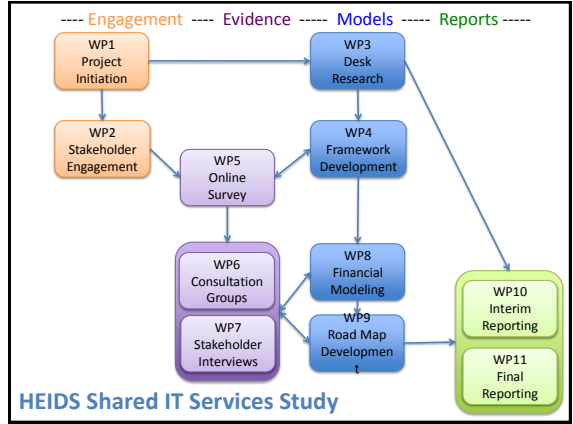 ---- Engagement ---- Evidence ---- Models ---- Reports -----
WP1
Project
Initiation
WP3
Desk
Research
WP2
Stakeholder
Engagement
WP4
Framework
Development
WP5
Online
Survey
WP6
Consultation
Groups
WP7
Stakeholder
Interviews
WP8
Financial
Modeling
WP9
Road Map
Developmen
t
WP10
Interim
Reporting
WP11
Final
Reporting
HEIDS Shared IT Services Study